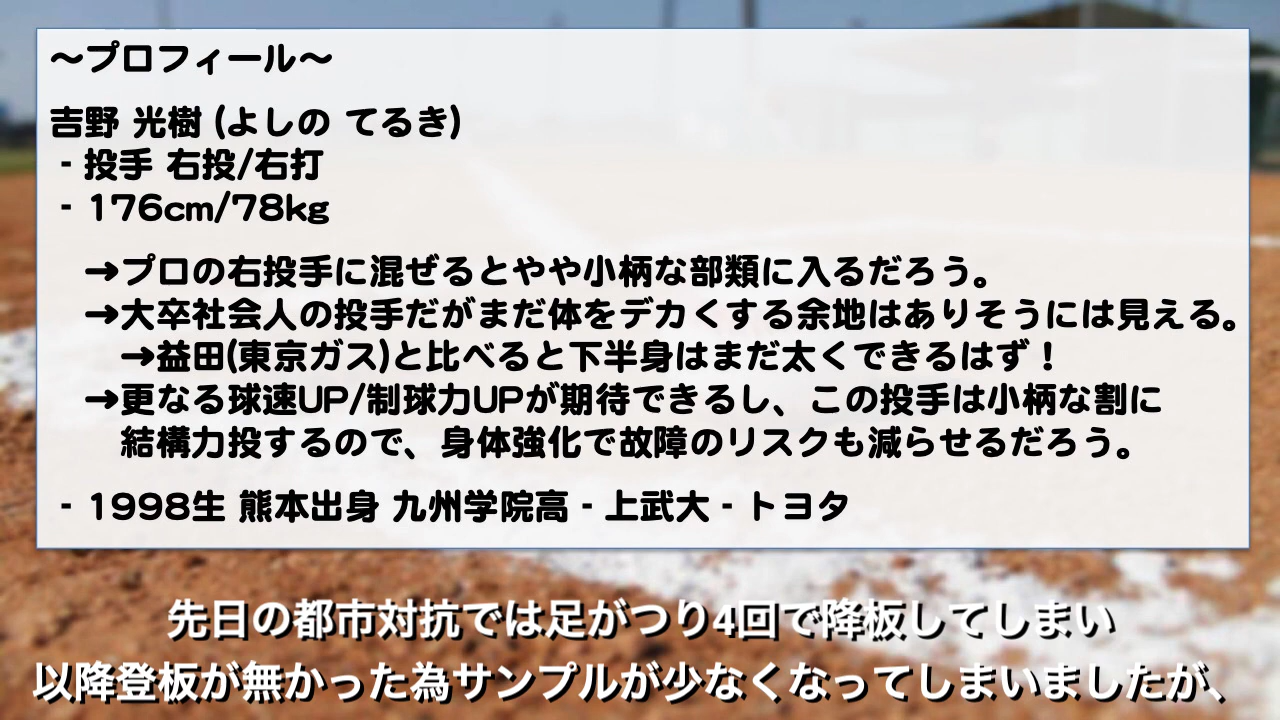 ～プロフィール～
吉野 光樹 (よしの てるき)
- 投手 右投/右打
- 176cm/78kg
→プロの右投手に混ぜるとやや小柄な部類に入るだろう。
→大卒社会人の投手だがまだ体をデカくする余地はありそうには見える。
→益田(東京ガス)と比べると下半身はまだ太くできるはず！
→更なる球速UP/制球力UPが期待できるし、この投手は小柄な割に
結構力投するので、身体強化で故障のリスクも減らせるだろう。
- 1998生 熊本出身 九州学院高 - 上武大 - トヨタ
先日の都市対抗では足がつり4回で降板してしまい
以降登板が無かった為サンプルが少なくなってしまいましたが、